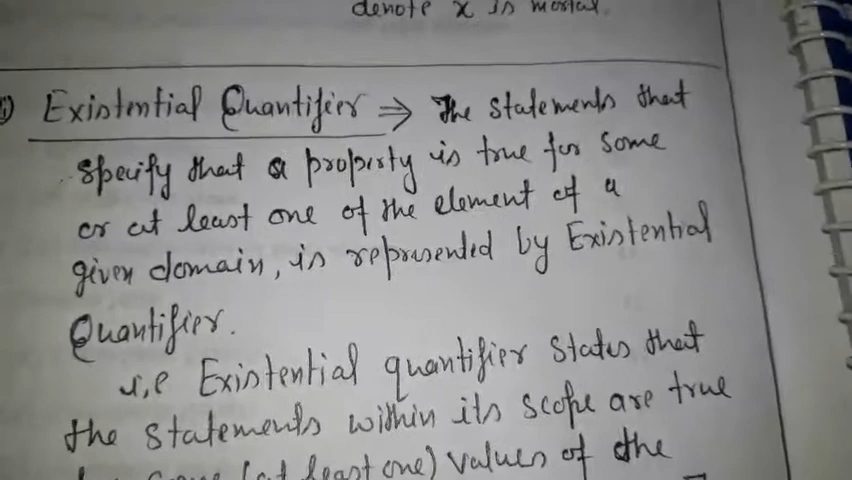 denote x is mortal.
Existential Quantifier ⇒ The statements that
specify that a property is true for some
or at least one of the element of a
given domain, is represented by Existential
Quantifier.
i,e Existential quantifier states that
the statements within its scope are true
(at least one) values of the